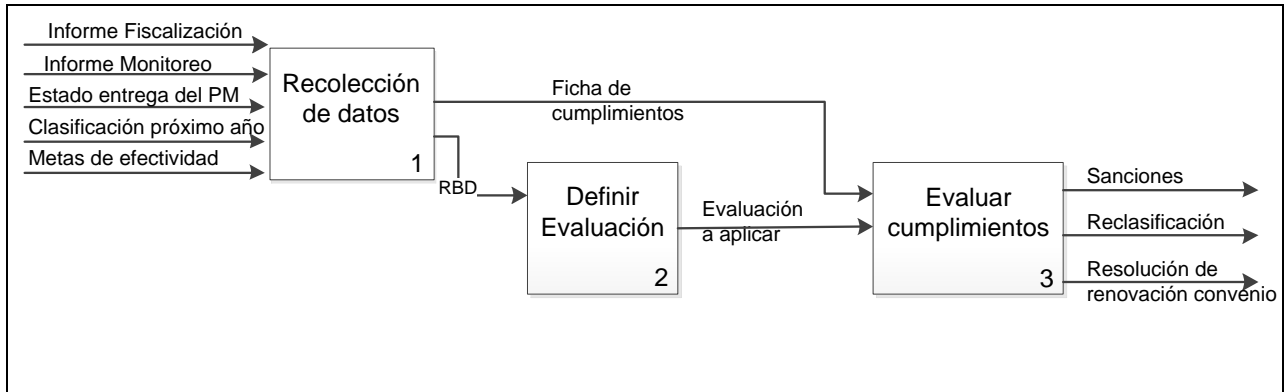 Informe Fiscalización
Informe Monitoreo
Estado entrega del PM
Clasificación próximo año
Metas de efectividad
Recolección
de datos
1
Ficha de
cumplimientos
RBD
Definir
Evaluación
2
Evaluación
a aplicar
Evaluar
cumplimientos
3
Sanciones
Reclasificación
Resolución de
renovación convenio